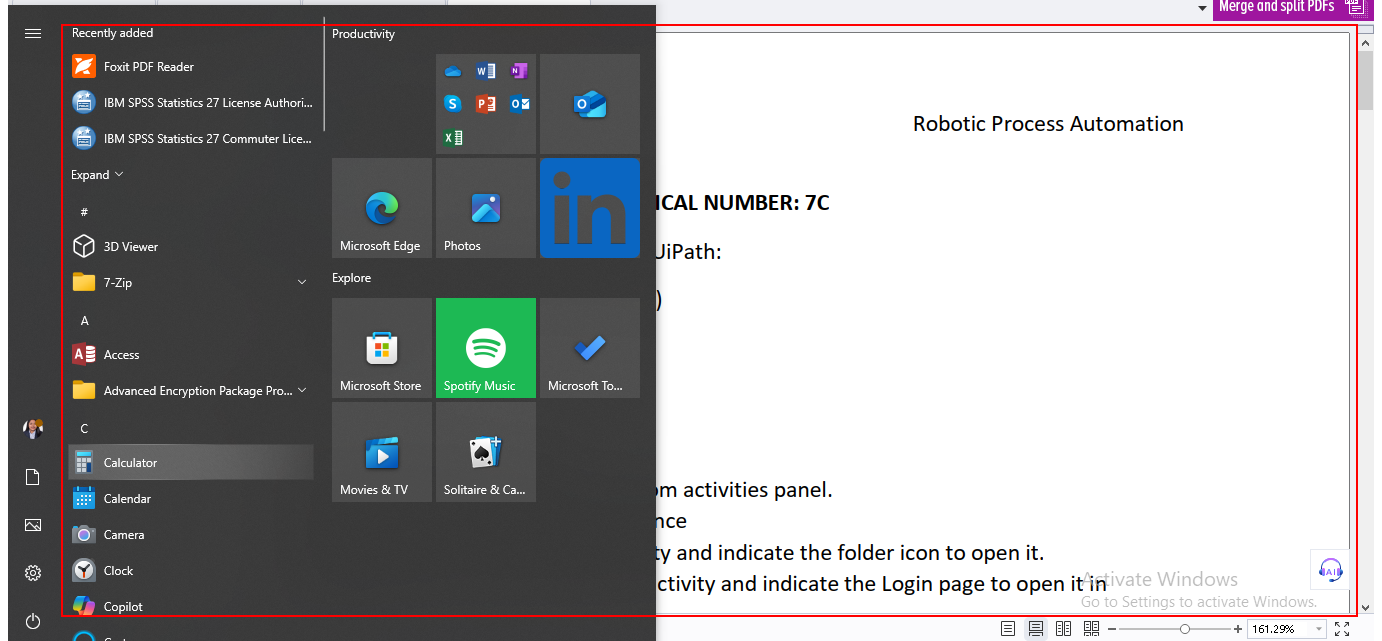 Merge and split PDFs
Recently added
Foxit PDF Reader
IBM SPSS Statistics 27 License Authori...
IBM SPSS Statistics 27 Commuter Lice...
Expand
#
3D Viewer
7-Zip
A
Access
Advanced Encryption Package Pro...
C
Calculator
Calendar
Camera
Clock
Copilot
Productivity
Microsoft Edge
Photos
in
Explore
Microsoft Store
Spotify Music
Microsoft To...
Movies & TV
Solitaire & Ca...
Robotic Process Automation
ICAL NUMBER: 7C
UiPath:
)
om activities panel.
nce
ty and indicate the folder icon to open it.
ctivity and indicate the Login page to open it in
AI
Activate Windows
Go to Settings to activate Windows.
161.29%